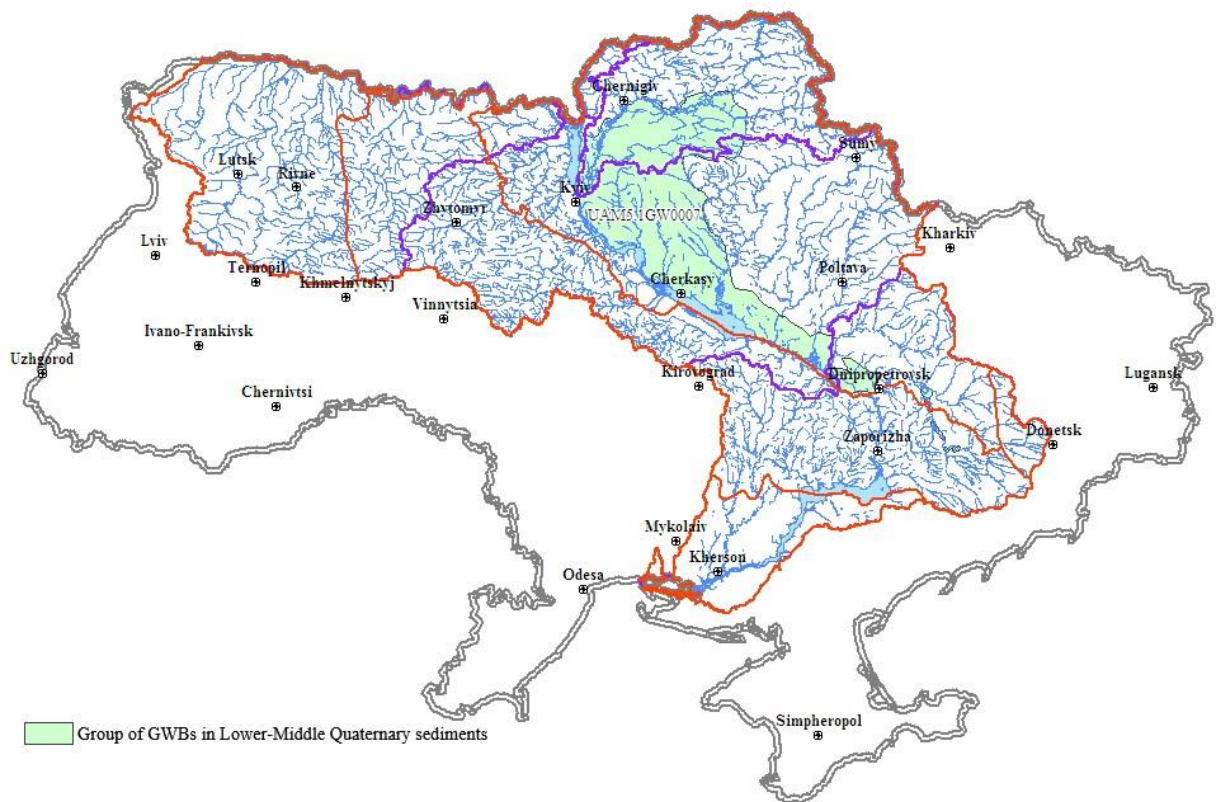 Chernigiv
Sumy
Lutsk
Rivne
Kyiv
Zhytomyr
UAM5.1GW0007
Kharkiv
Lviv
Ternopil
Khmelnytskyj
Cherkasy
Poltava
Vinnytsia
Ivano-Frankivsk
Uzhgorod
Kirovograd
Dnipropetrovsk
Lugansk
Chernivtsi
Zaporizha
Donetsk
Mykolaiv
Kherson
Odesa
Simpheropol
Group of GWBs in Lower-Middle Quaternary sediments